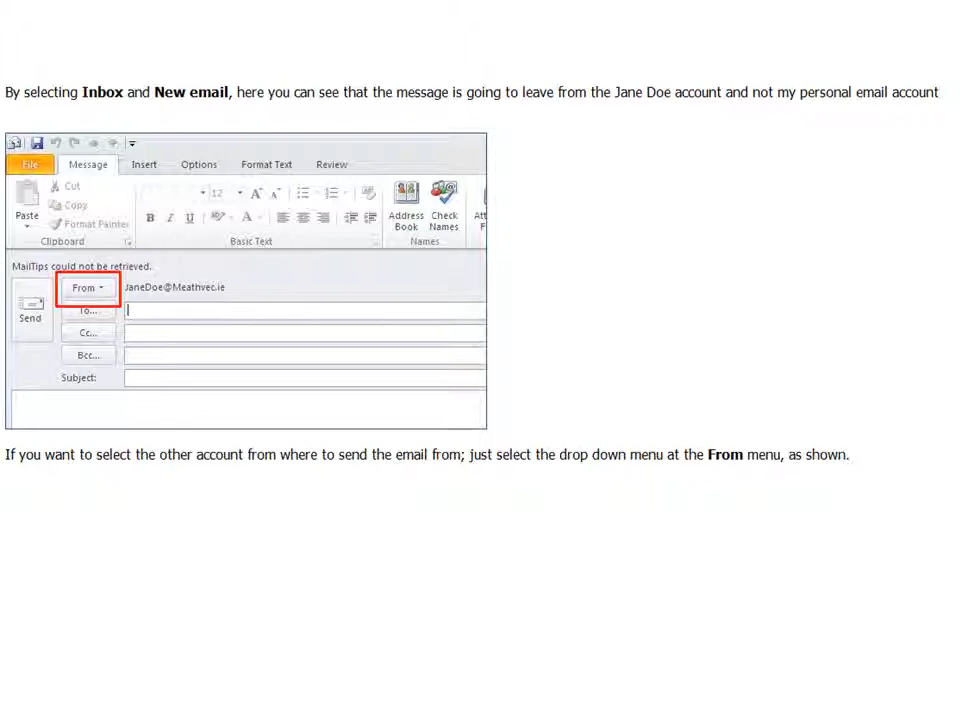 By selecting Inbox and New email, here you can see that the message is going to leave from the Jane Doe account and not my personal email account
File Message Insert Options Format Text Review
Paste
Cut
Copy
Format Painter
Clipboard
12
B I U
Basic Text
Address Book
Check Names
Names
MailTips could not be retrieved.
Send
From JaneDoe@Meathvec.ie
To...
Cc...
Bcc...
Subject:
If you want to select the other account from where to send the email from; just select the drop down menu at the From menu, as shown.